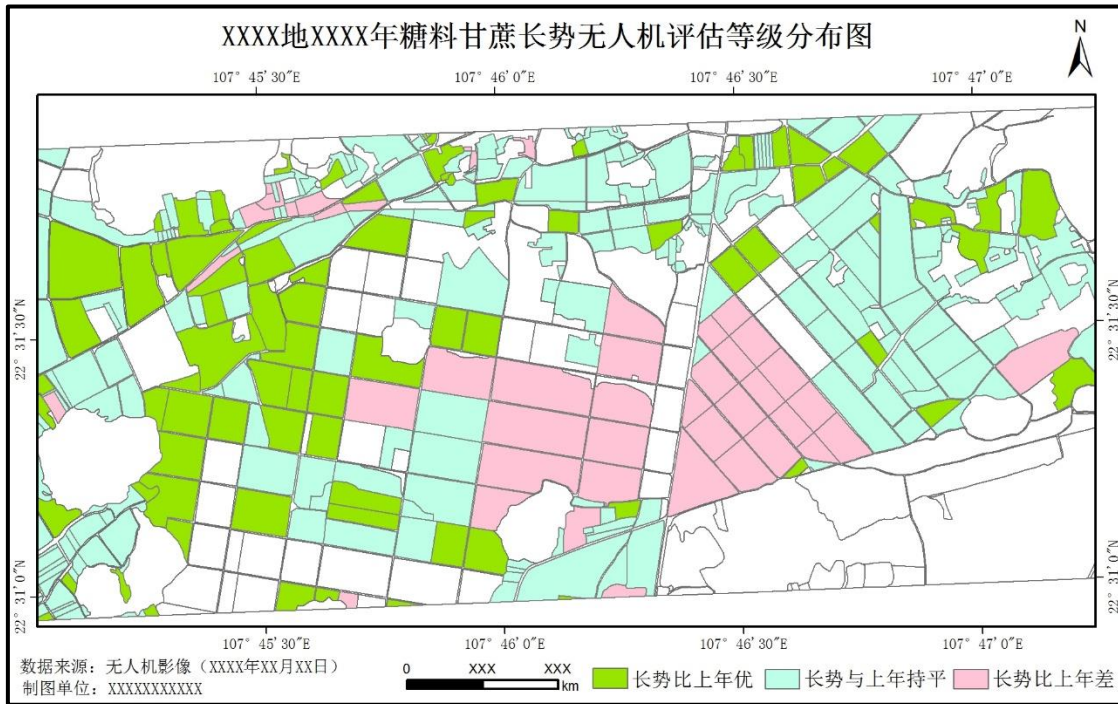 XXXX地XXXX年糖料甘蔗长势无人机评估等级分布图
N
107° 45′30″E
107° 46′0″E
107° 46′30″E
107° 47′0″E
22° 31′30″N
22° 31′30″N
22° 31′0″N
22° 31′0″N
107° 45′30″E
107° 46′0″E
107° 46′30″E
107° 47′0″E
数据来源：无人机影像（XXXX年XX月XX日）
制图单位：XXXXXXXXXXX
0 XXX XXX
km
长势比上年优 长势与上年持平 长势比上年差